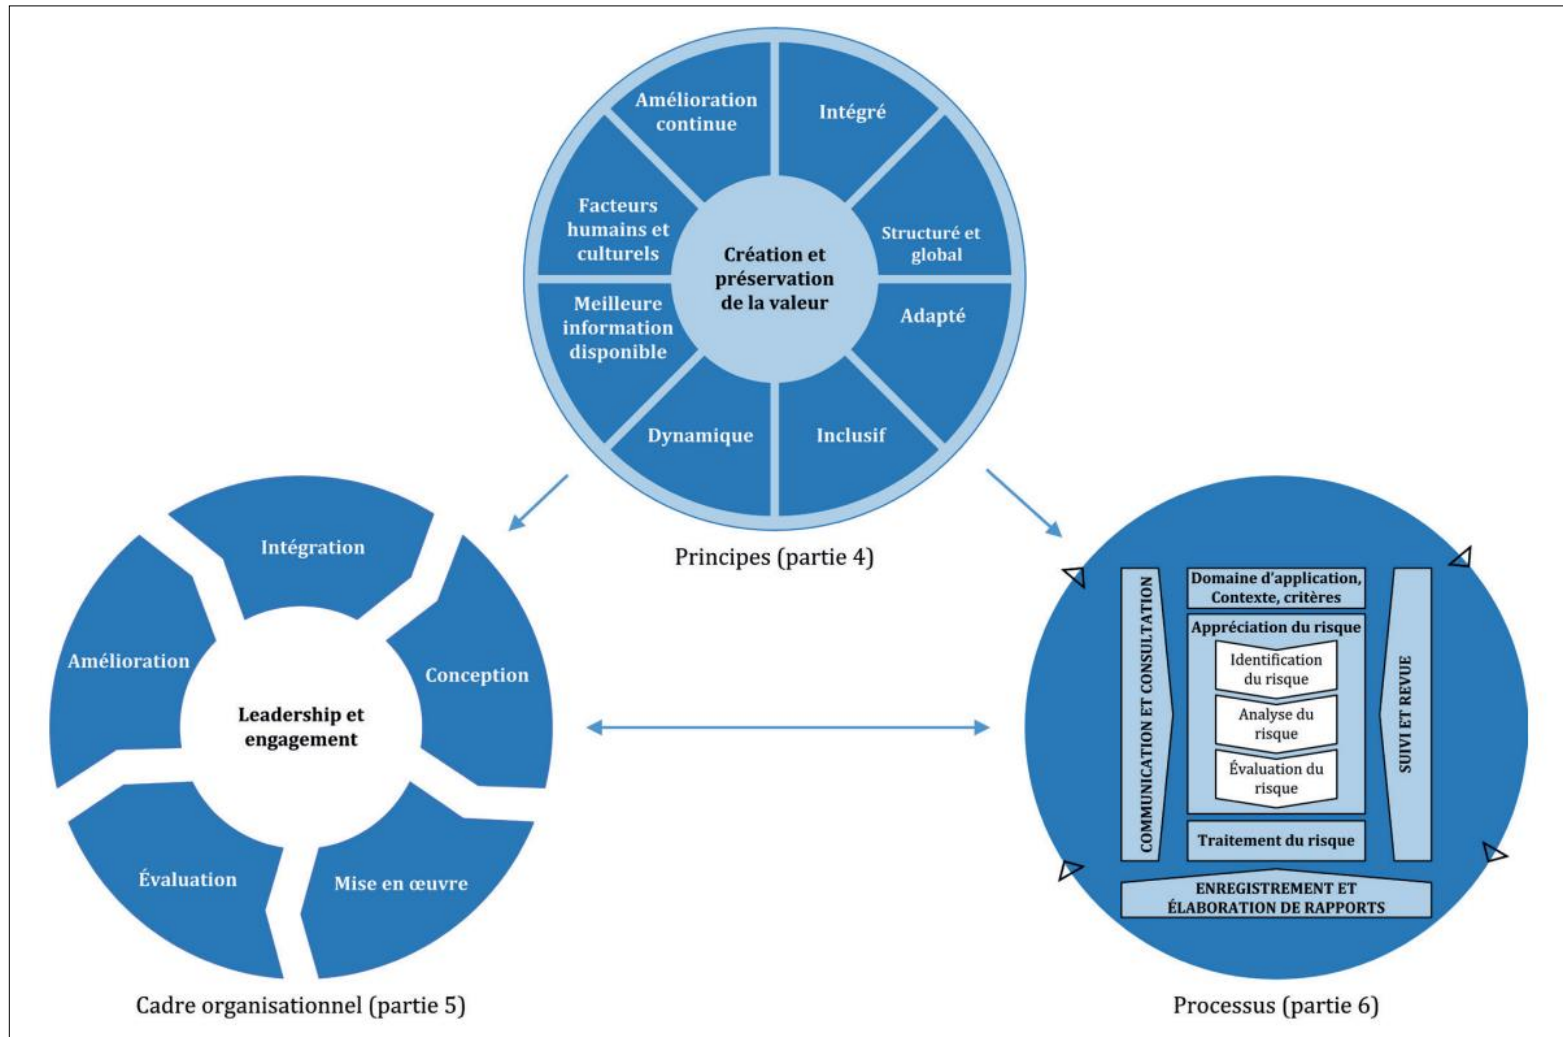 Amélioration
continue
Intégré
Structuré et
global
Adapté
Inclusif
Dynamique
Meilleure
information
disponible
Facteurs
humains et
culturels
Création et
préservation
de la valeur
Principes (partie 4)
Intégration
Conception
Mise en œuvre
Évaluation
Amélioration
Leadership et
engagement
Cadre organisationnel (partie 5)
COMMUNICATION ET CONSULTATION
Domaine d’application,
Contexte, critères
Appréciation du risque
Identification
du risque
Analyse du
risque
Évaluation du
risque
Traitement du risque
SUIVI ET REVUE
ENREGISTREMENT ET
ÉLABORATION DE RAPPORTS
Processus (partie 6)